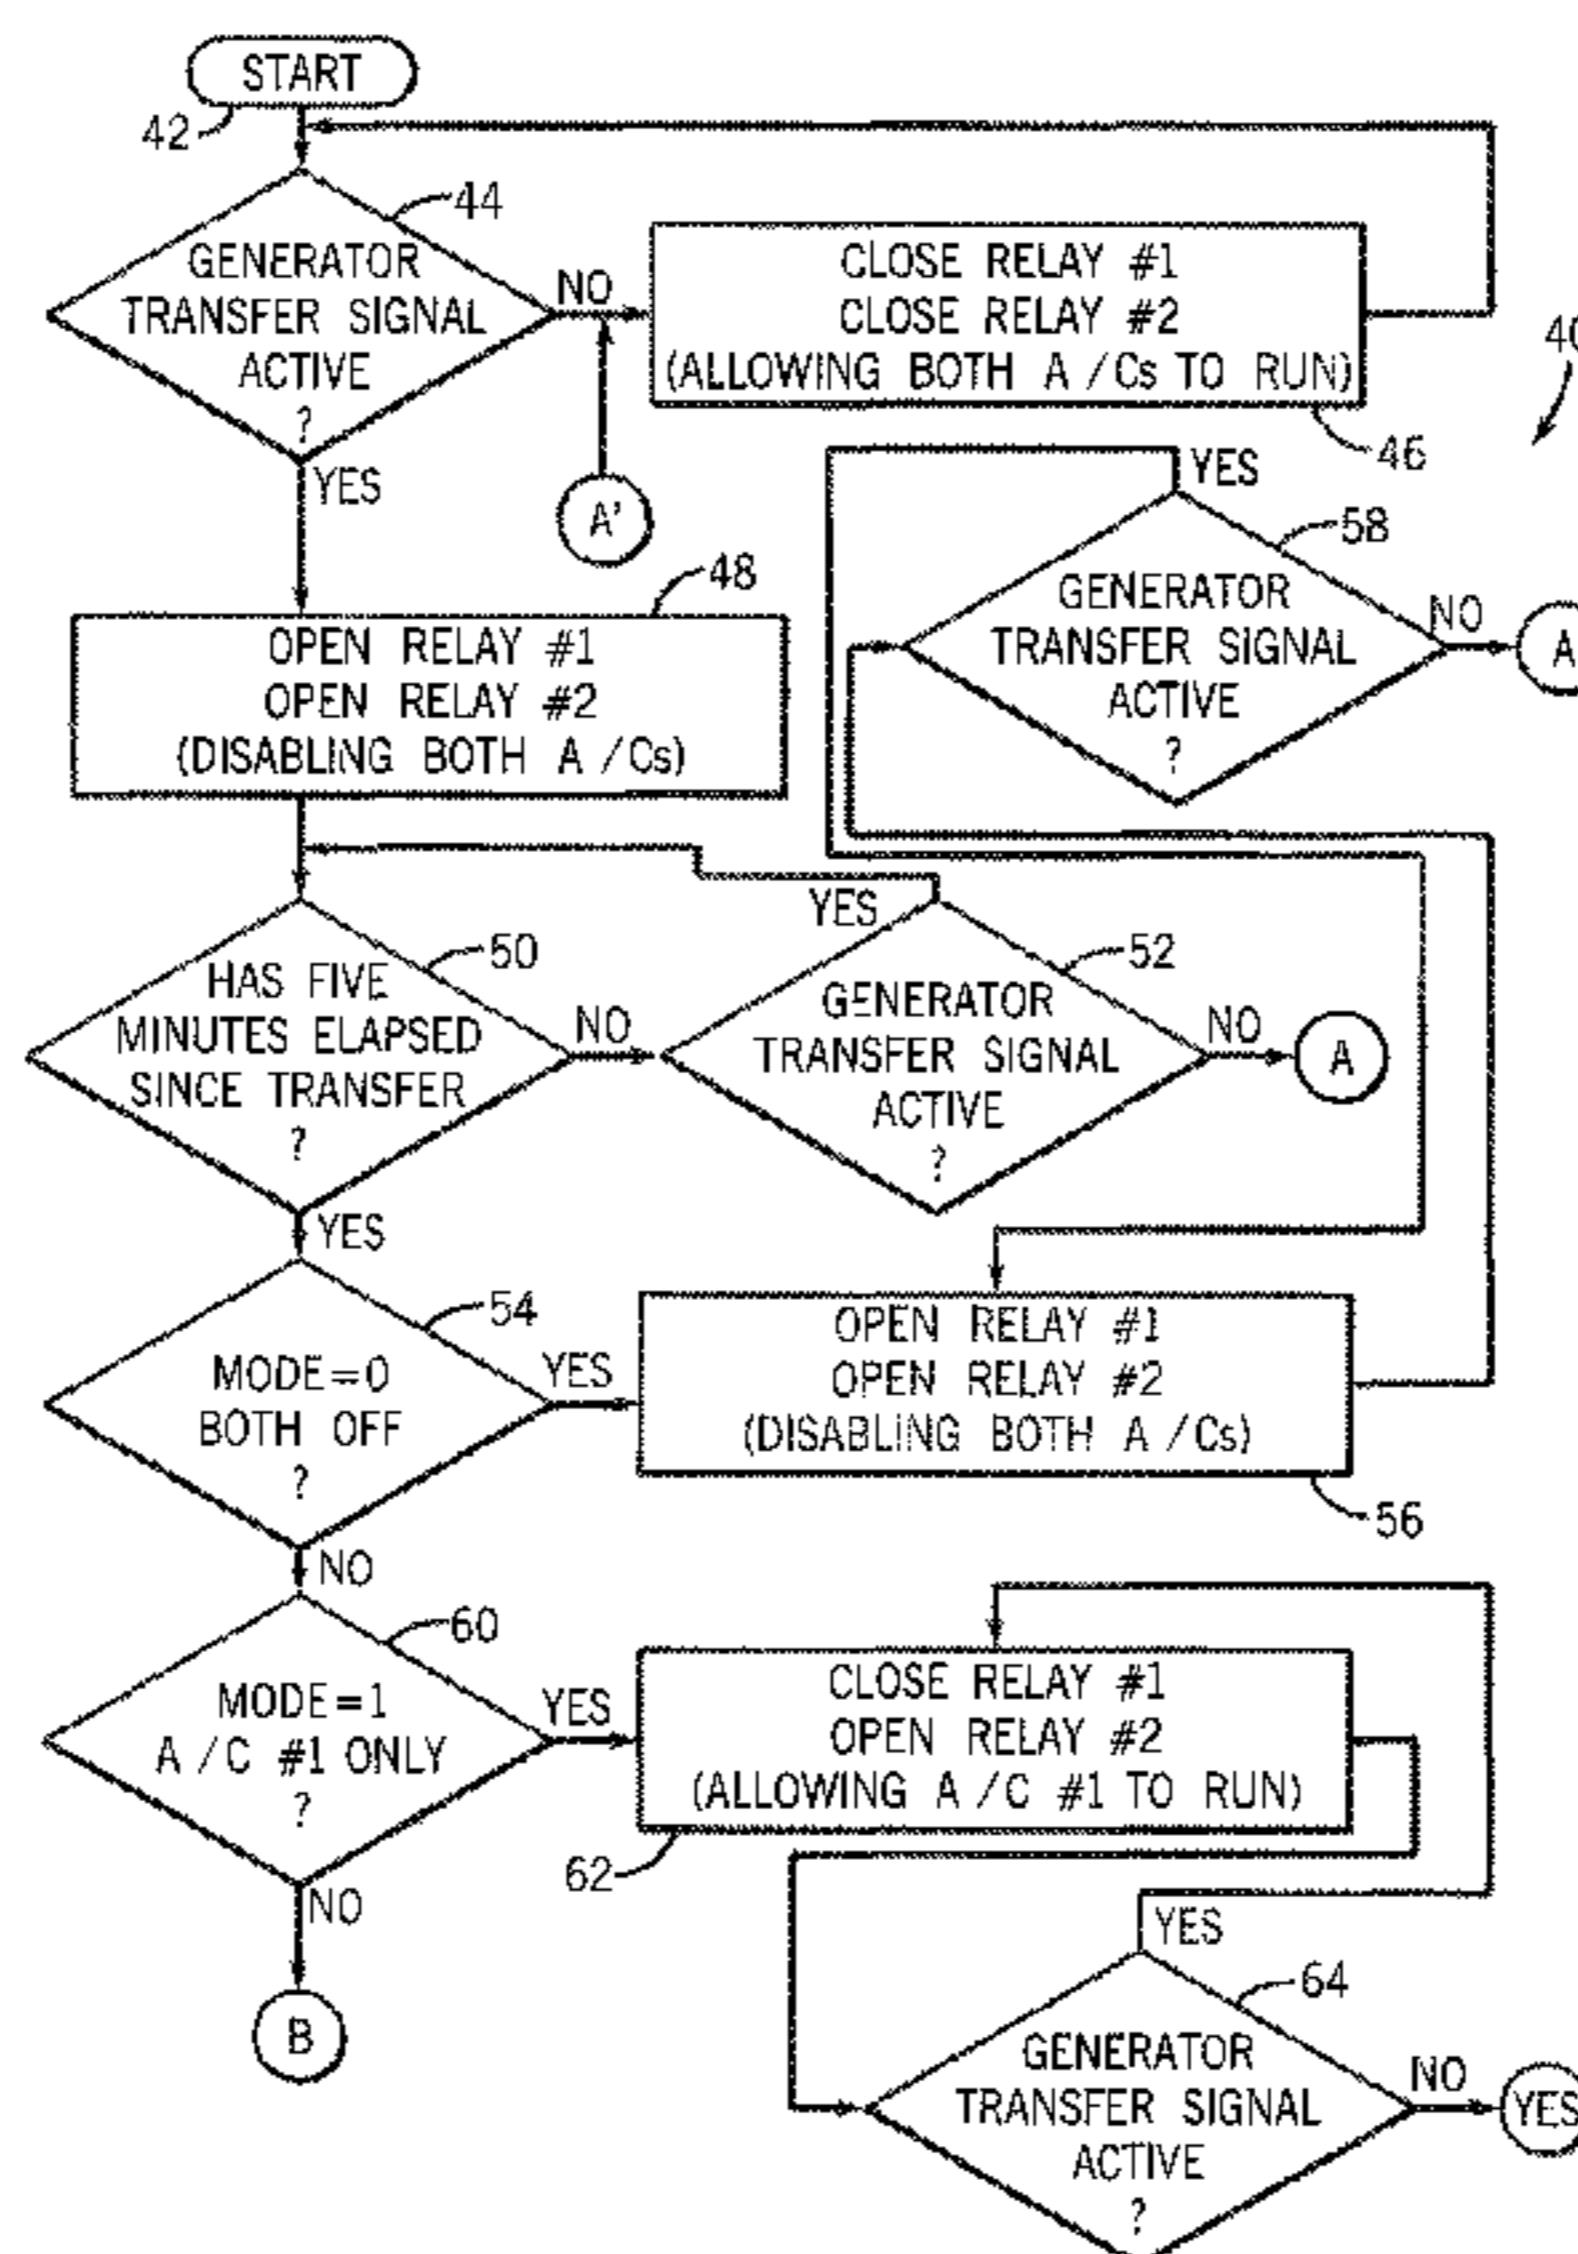 START
42
44
GENERATOR
TRANSFER SIGNAL
ACTIVE
?
NO
YES
CLOSE RELAY #1
CLOSE RELAY #2
(ALLOWING BOTH A/Cs TO RUN)
46
40
A'
48
OPEN RELAY #1
OPEN RELAY #2
(DISABLING BOTH A/Cs)
YES
58
GENERATOR
TRANSFER SIGNAL
ACTIVE
?
NO
A
50
HAS FIVE
MINUTES ELAPSED
SINCE TRANSFER
?
NO
YES
YES
52
GENERATOR
TRANSFER SIGNAL
ACTIVE
?
NO
A
54
MODE=0
BOTH OFF
?
YES
NO
OPEN RELAY #1
OPEN RELAY #2
(DISABLING BOTH A/Cs)
56
60
MODE=1
A/C #1 ONLY
?
YES
NO
CLOSE RELAY #1
OPEN RELAY #2
(ALLOWING A/C #1 TO RUN)
62
B
YES
64
GENERATOR
TRANSFER SIGNAL
ACTIVE
?
NO
YES